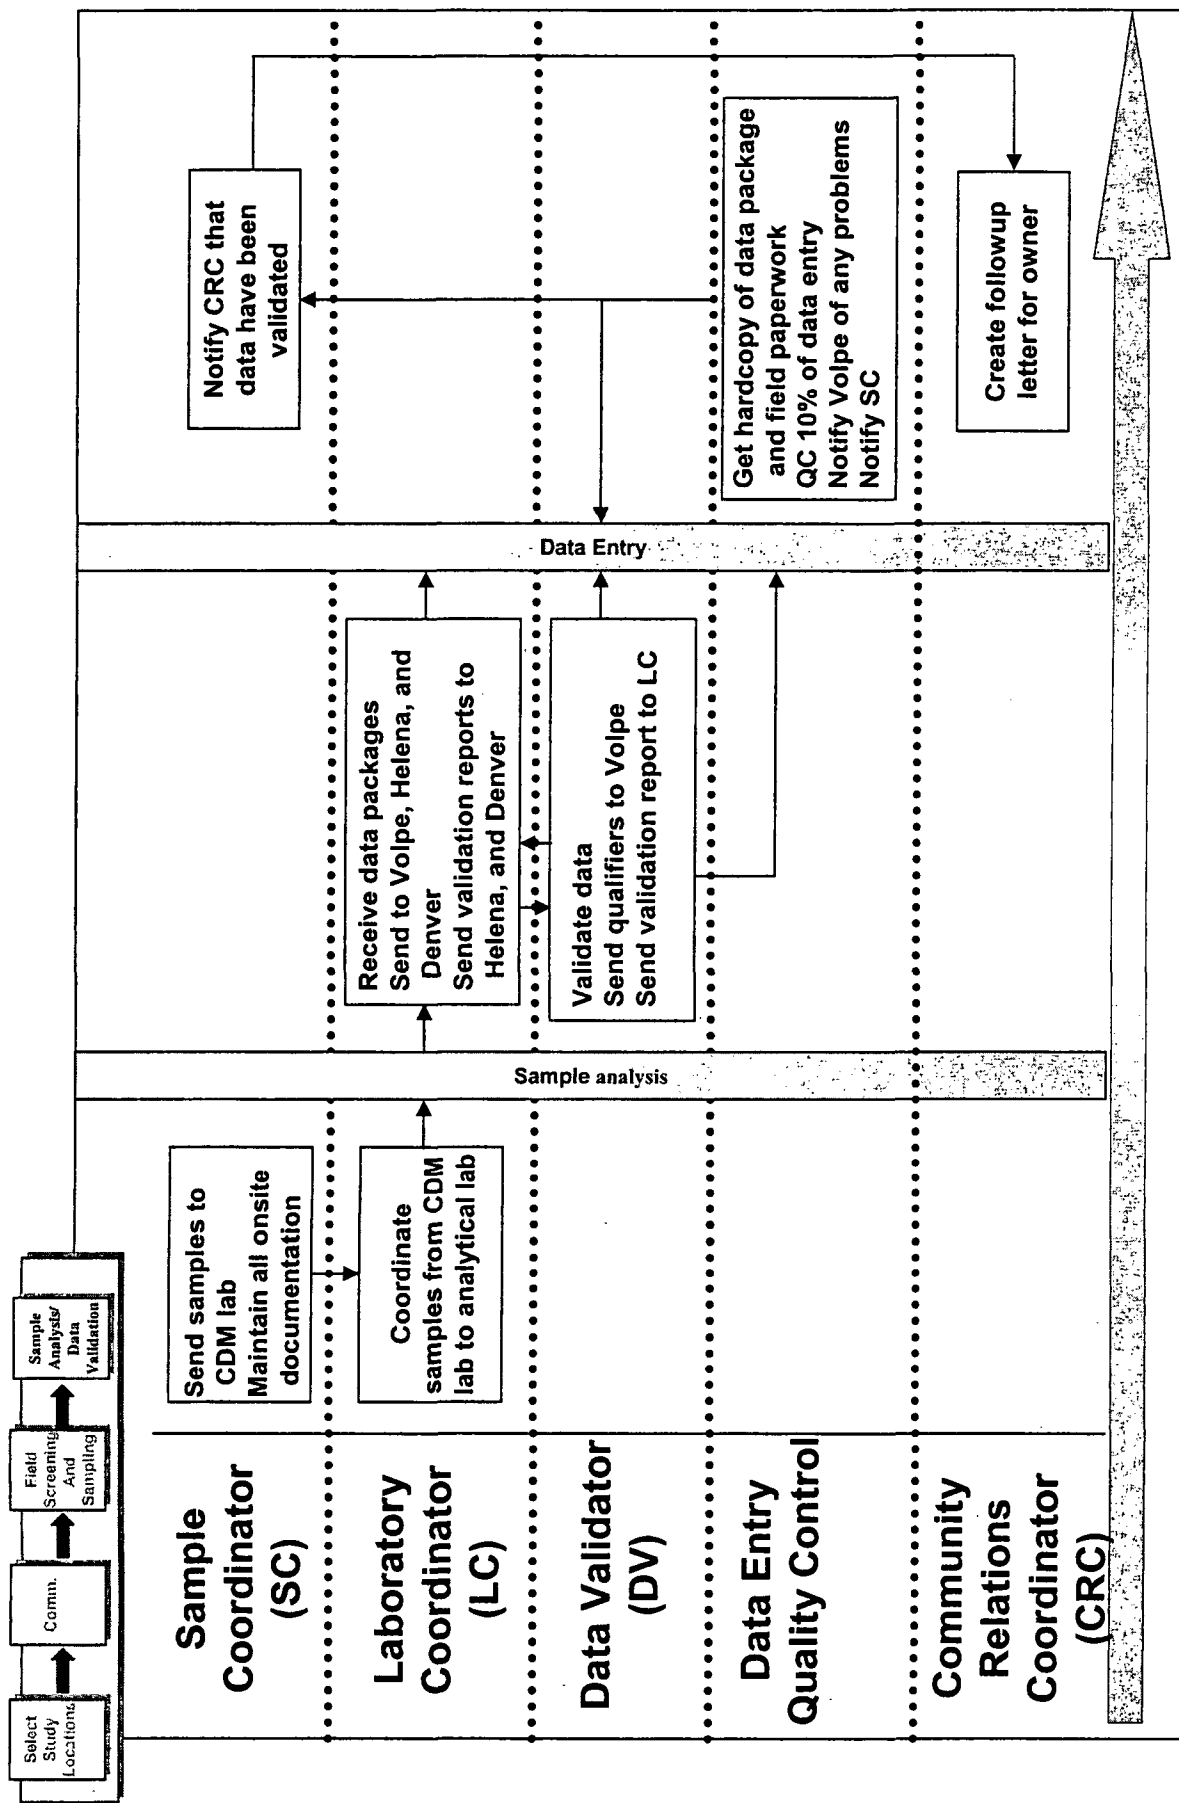 Select
Study
Locations
Comm.
Field
Screening
And
Sampling
Sample
Analysis/
Data
Validation
Sample
Coordinator
(SC)
Send samples to
CDM lab
Maintain all onsite
documentation
Notify CRC that
data have been
validated
Laboratory
Coordinator
(LC)
Coordinate
samples from CDM
lab to analytical lab
Sample analysis
Receive data packages
Send to Volpe, Helena, and
Denver
Send validation reports to
Helena, and Denver
Data Entry
Data Validator
(DV)
Validate data
Send qualifiers to Volpe
Send validation report to LC
Data Entry
Quality Control
Get hardcopy of data package
and field paperwork
QC 10% of data entry
Notify Volpe of any problems
Notify SC
Community
Relations
Coordinator
(CRC)
Create followup
letter for owner